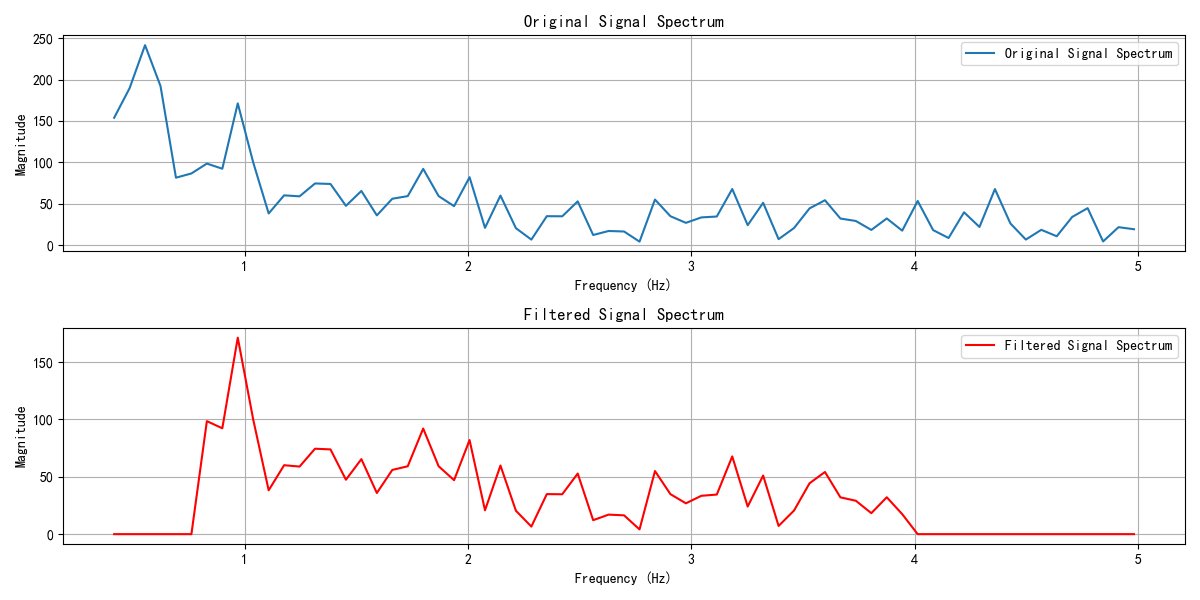 Original Signal Spectrum
250
200
150
100
50
0
Magnitude
Original Signal Spectrum
1
2
3
4
5
Frequency (Hz)
Filtered Signal Spectrum
150
100
50
0
Magnitude
Filtered Signal Spectrum
1
2
3
4
5
Frequency (Hz)